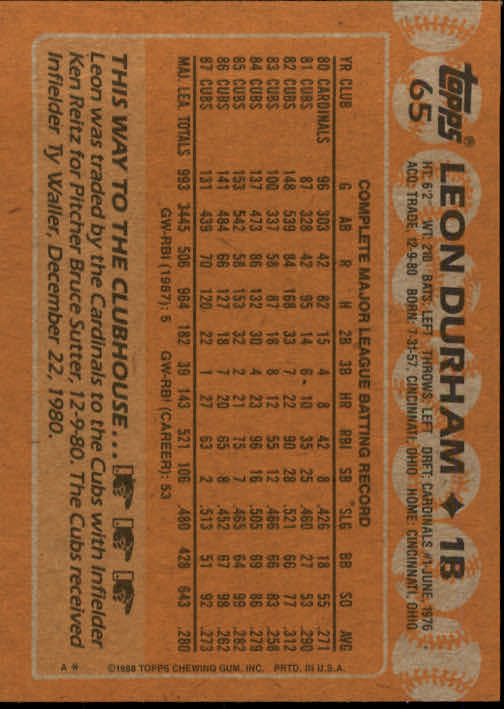 topps
65
LEON DURHAM ✦ 1B
HT: 6'2 WT: 210 BATS: LEFT THROWS: LEFT DRFT: CARDINALS #1-JUNE, 1976
ACQ: TRADE, 12-9-80 BORN: 7-31-57, CINCINNATI, OHIO HOME: CINCINNATI, OHIO
COMPLETE MAJOR LEAGUE BATTING RECORD
YR CLUB G AB R H 2B 3B HR RBI SB *SLG BB SO AVG
80 CARDINALS 96 303 42 82 15 4 8 42 8 .426 18 55 .271
81 CUBS 87 328 42 95 14 6 10 35 25 .460 27 53 .290
82 CUBS 148 539 84 168 33 7 22 90 28 .521 66 77 .312
83 CUBS 100 337 58 87 18 8 12 55 12 .466 66 83 .258
84 CUBS 137 473 86 132 30 4 23 96 16 .505 69 86 .279
85 CUBS 153 542 58 153 32 2 21 75 7 .465 64 99 .282
86 CUBS 141 484 66 127 18 7 20 65 8 .452 67 98 .262
87 CUBS 131 439 70 120 22 1 27 63 2 .513 51 92 .273
MAJ. LEA. TOTALS 993 3445 506 964 182 39 143 521 106 .480 428 643 .280
GW-RBI (1987): 5 GW-RBI (CAREER): 53
THIS WAY TO THE CLUBHOUSE...
Leon was traded by the Cardinals to the Cubs with Infielder
Ken Reitz for Pitcher Bruce Sutter, 12-9-80. The Cubs received
Infielder Ty Waller, December 22, 1980.
©1988 TOPPS CHEWING GUM, INC. PRTD. IN U.S.A.
A *